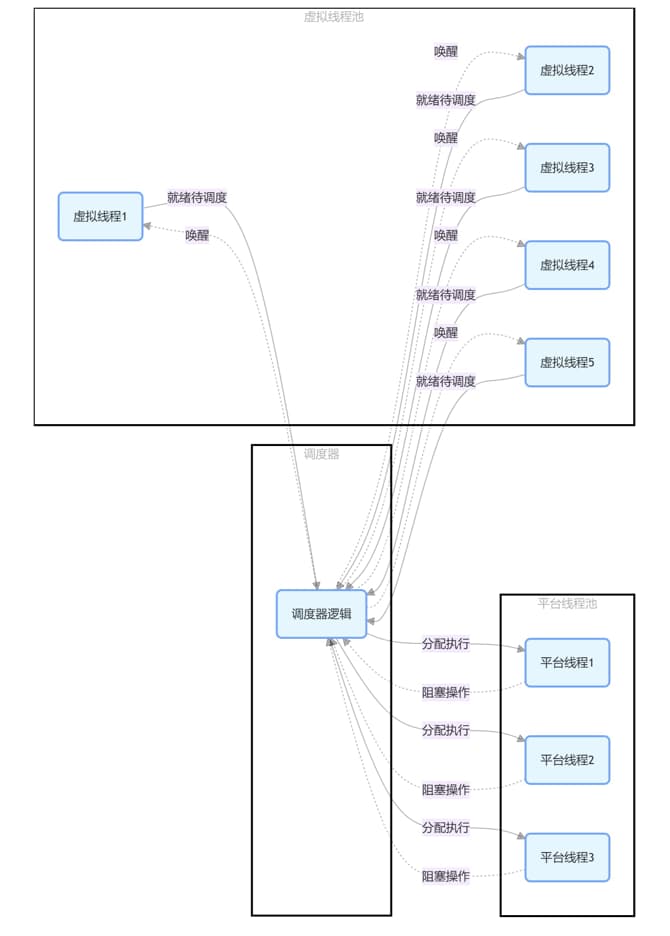 虚拟线程池
唤醒
虚拟线程2
就绪待调度
唤醒
虚拟线程3
就绪待调度
就绪待调度
虚拟线程1
唤醒
唤醒
虚拟线程4
就绪待调度
唤醒
虚拟线程5
就绪待调度
调度器
调度器逻辑
平台线程池
分配执行
平台线程1
阻塞操作
分配执行
平台线程2
阻塞操作
分配执行
平台线程3
阻塞操作